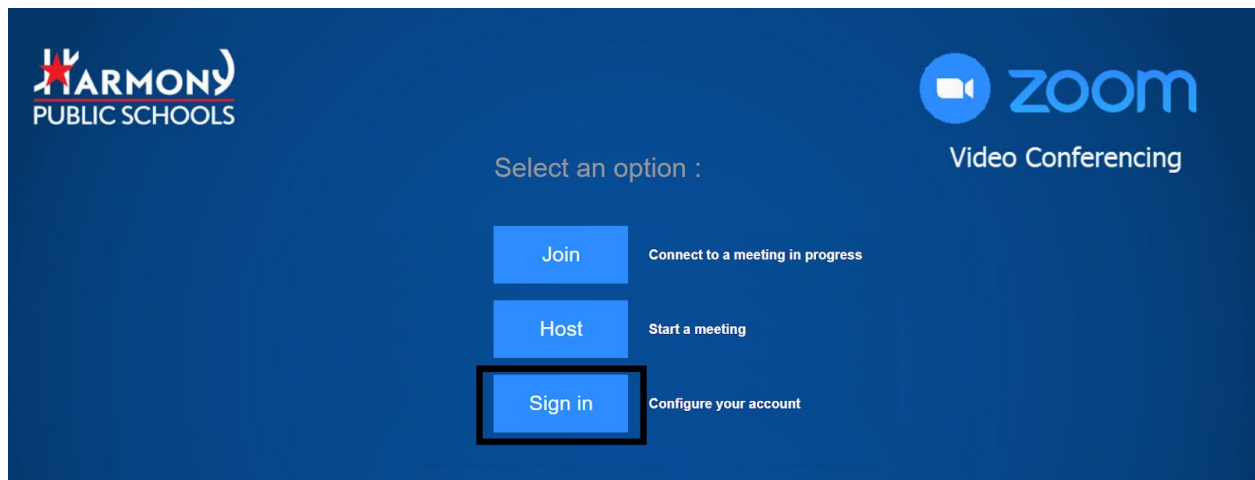 HARMONY
PUBLIC SCHOOLS
zoom
Video Conferencing
Select an option :
Join Connect to a meeting in progress
Host Start a meeting
Sign in Configure your account